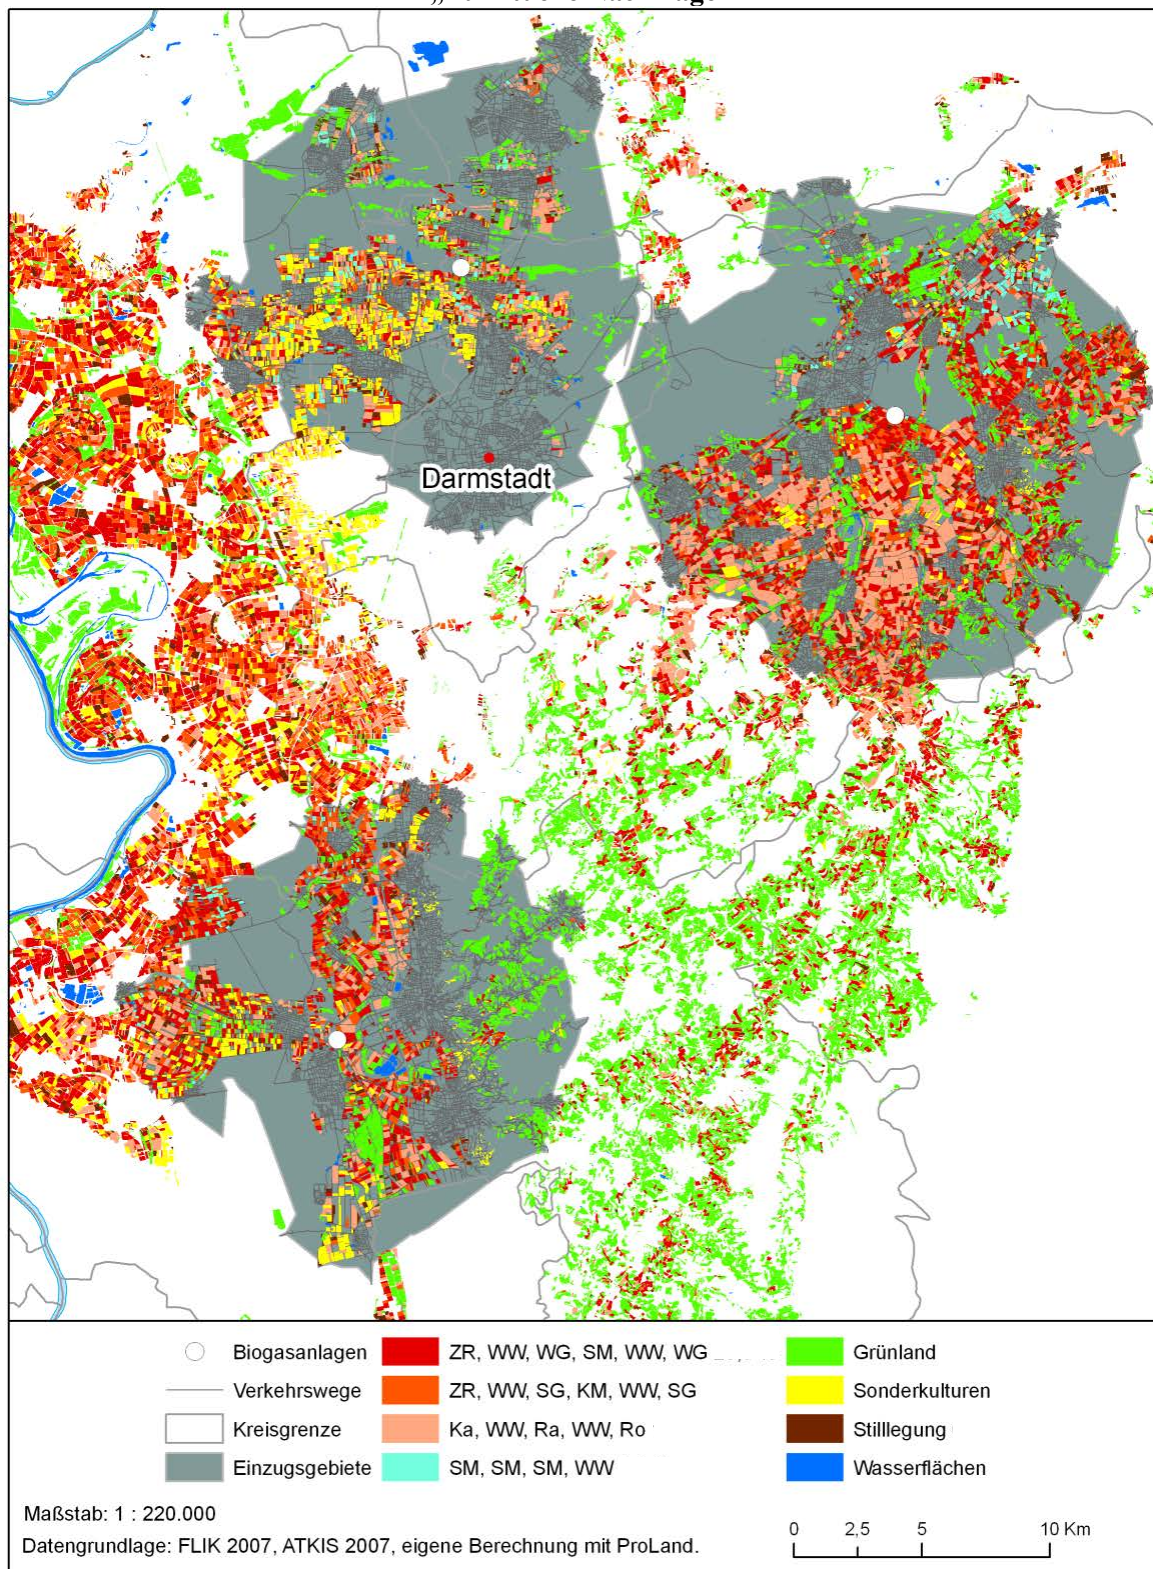 Darmstadt
Biogasanlagen
Verkehrswege
Kreisgrenze
Einzugsgebiete
ZR, WW, WG, SM, WW, WG
ZR, WW, SG, KM, WW, SG
Ka, WW, Ra, WW, Ro
SM, SM, SM, WW
Grünland
Sonderkulturen
Stilllegung
Wasserflächen
Maßstab: 1 : 220.000
Datengrundlage: FLIK 2007, ATKIS 2007, eigene Berechnung mit ProLand.
0 2,5 5 10 Km